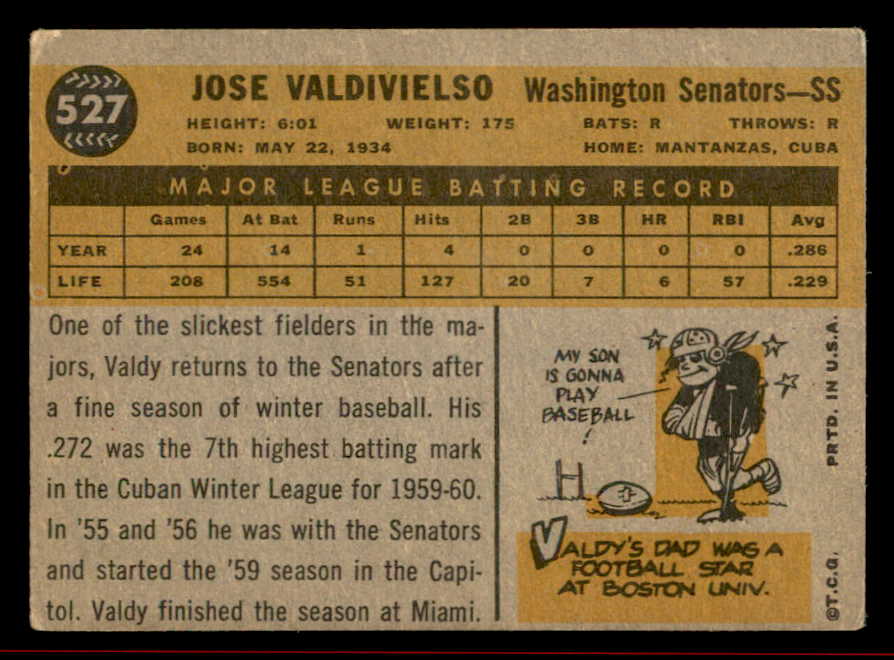 527
JOSE VALDIVIELSO Washington Senators—SS
HEIGHT: 6:01 WEIGHT: 175 BATS: R THROWS: R
BORN: MAY 22, 1934 HOME: MANTANZAS, CUBA
MAJOR LEAGUE BATTING RECORD
Games At Bat Runs Hits 2B 3B HR RBI Avg
YEAR 24 14 1 4 0 0 0 0 .286
LIFE 208 554 51 127 20 7 6 57 .229
One of the slickest fielders in the ma-
jors, Valdy returns to the Senators after
a fine season of winter baseball. His
.272 was the 7th highest batting mark
in the Cuban Winter League for 1959-60.
In '55 and '56 he was with the Senators
and started the '59 season in the Capi-
tol. Valdy finished the season at Miami.
MY SON
IS GONNA
PLAY
BASEBALL
!
VALDY'S DAD WAS A
FOOTBALL STAR
AT BOSTON UNIV.
©T.C.G. PRTD. IN U.S.A.